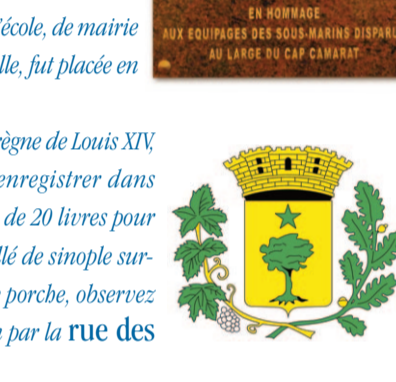 EN HOMMAGE
AUX EQUIPAGES DES SOUS-MARINS DISPARU
AU LARGE DU CAP CAMARAT
école, de mairie
lle, fut placée en
règne de Louis XIV,
enregistrer dans
de 20 livres pour
llé de sinople sur-
porche, observez
par la rue des